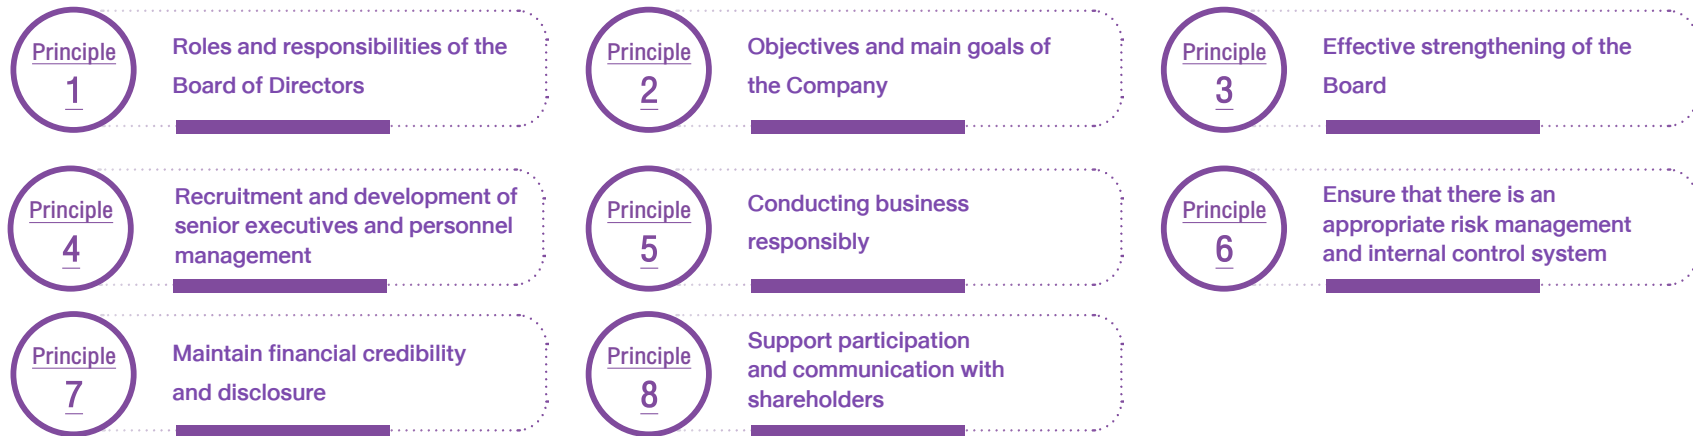 Principle
1
Roles and responsibilities of the
Board of Directors
Principle
2
Objectives and main goals of
the Company
Principle
3
Effective strengthening of the
Board
Principle
4
Recruitment and development of
senior executives and personnel
management
Principle
5
Conducting business
responsibly
Principle
6
Ensure that there is an
appropriate risk management
and internal control system
Principle
7
Maintain financial credibility
and disclosure
Principle
8
Support participation
and communication with
shareholders